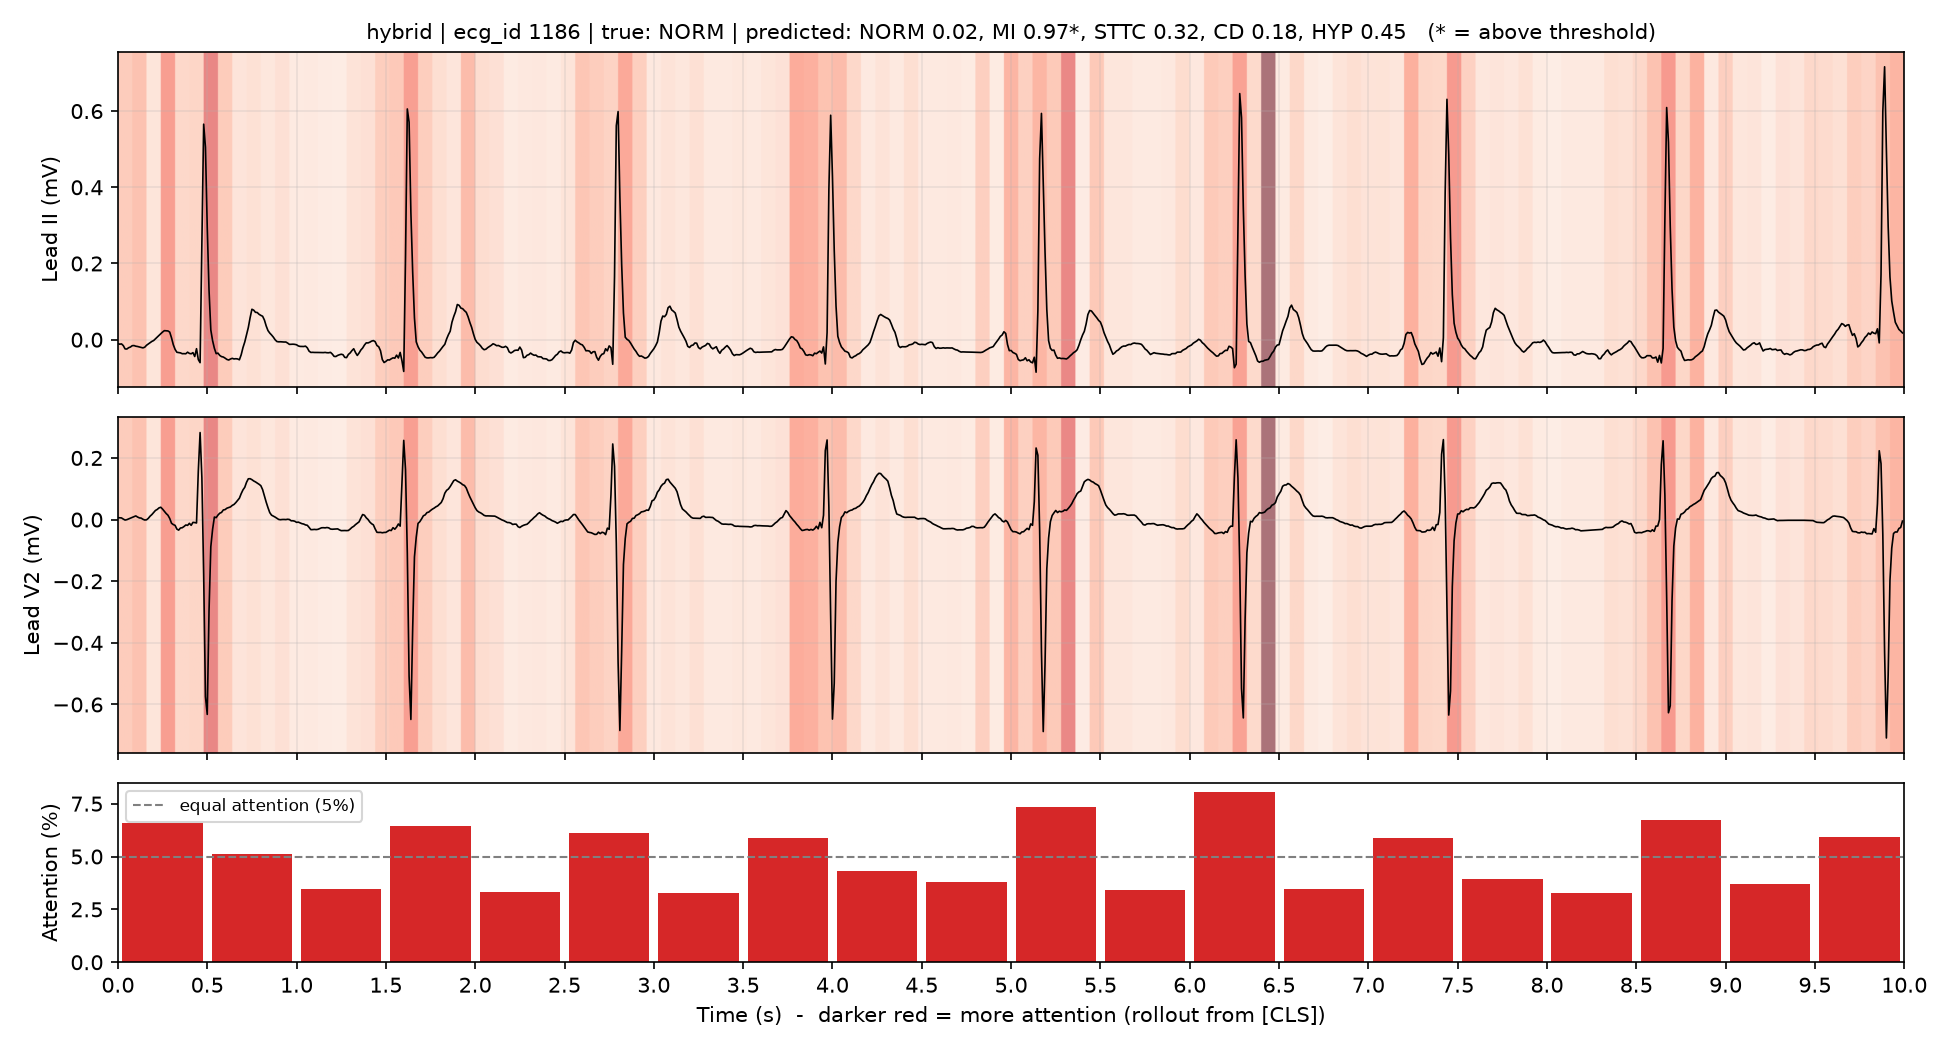 hybrid | ecg_id 1186 | true: NORM | predicted: NORM 0.02, MI 0.97*, STTC 0.32, CD 0.18, HYP 0.45   (* = above threshold)
Lead II (mV)
0.6
0.4
0.2
0.0
Lead V2 (mV)
0.2
0.0
−0.2
−0.4
−0.6
Attention (%)
7.5
5.0
2.5
0.0
equal attention (5%)
0.0 0.5 1.0 1.5 2.0 2.5 3.0 3.5 4.0 4.5 5.0 5.5 6.0 6.5 7.0 7.5 8.0 8.5 9.0 9.5 10.0
Time (s)  -  darker red = more attention (rollout from [CLS])